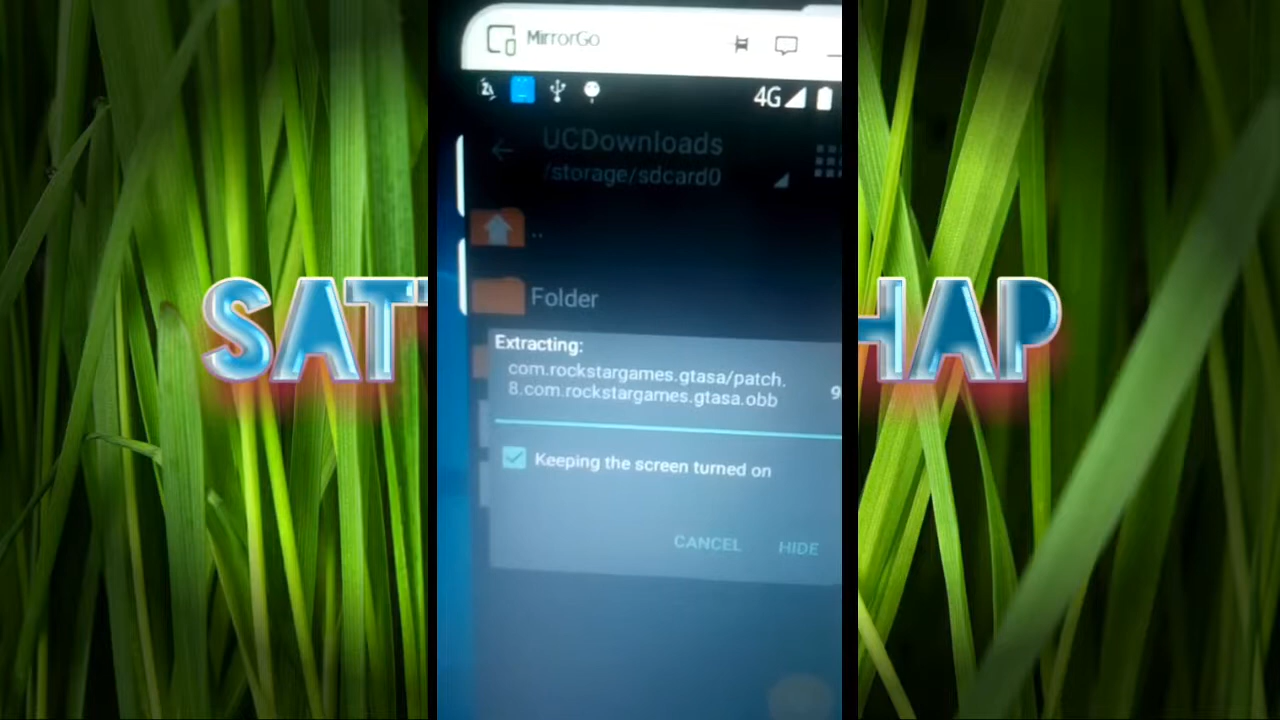 MirrorGo
4G
UCDownloads
/storage/sdcard0
..
Folder
Extracting:
com.rockstargames.gtasa/patch.
8.com.rockstargames.gtasa.obb
9
Keeping the screen turned on
CANCEL
HIDE
SAT
HAP